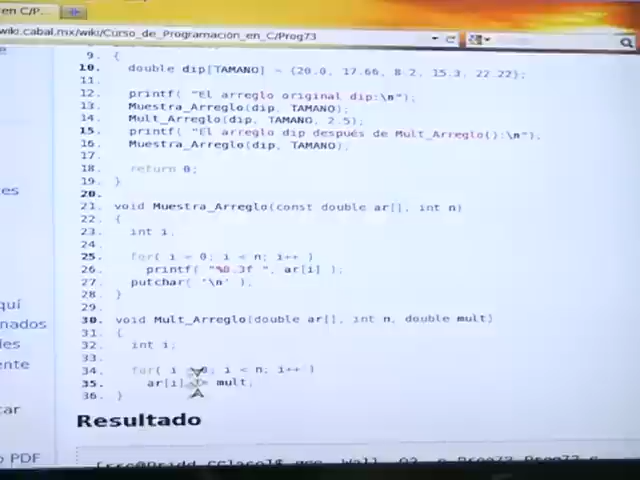 en C/P...
wiki.cabal.mx/wiki/Curso_de_Programación_en_C/Prog73
9. {
10. double dip[TAMANO] = {20.0, 17.66, 8.2, 15.3, 22.22};
11.
12. printf( "El arreglo original dip:\n");
13. Muestra_Arreglo(dip, TAMANO);
14. Mult_Arreglo(dip, TAMANO, 2.5);
15. printf( "El arreglo dip después de Mult_Arreglo():\n");
16. Muestra_Arreglo(dip, TAMANO);
17.
18. return 0;
19. }
20.
21. void Muestra_Arreglo(const double ar[], int n)
22. {
23. int i;
24.
25. for( i = 0; i < n; i++ )
26. printf( "%8.3f ", ar[i] );
27. putchar( '\n' );
28. }
29.
30. void Mult_Arreglo(double ar[], int n, double mult)
31. {
32. int i;
33.
34. for( i 0; i < n; i++ )
35. ar[i] mult;
36. }
Resultado
es
quí
nados
les
ente
car
o PDF